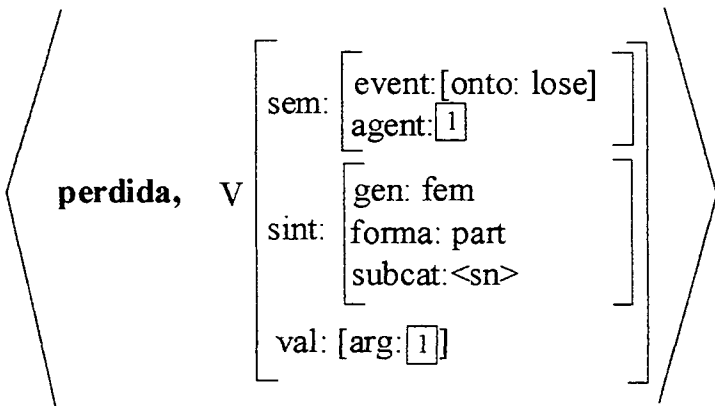 event:[onto: lose]
sem:
agent:[1]
perdida, V
gen: fem
sint: forma: part
subcat:<sn>
val: [arg:[1]]